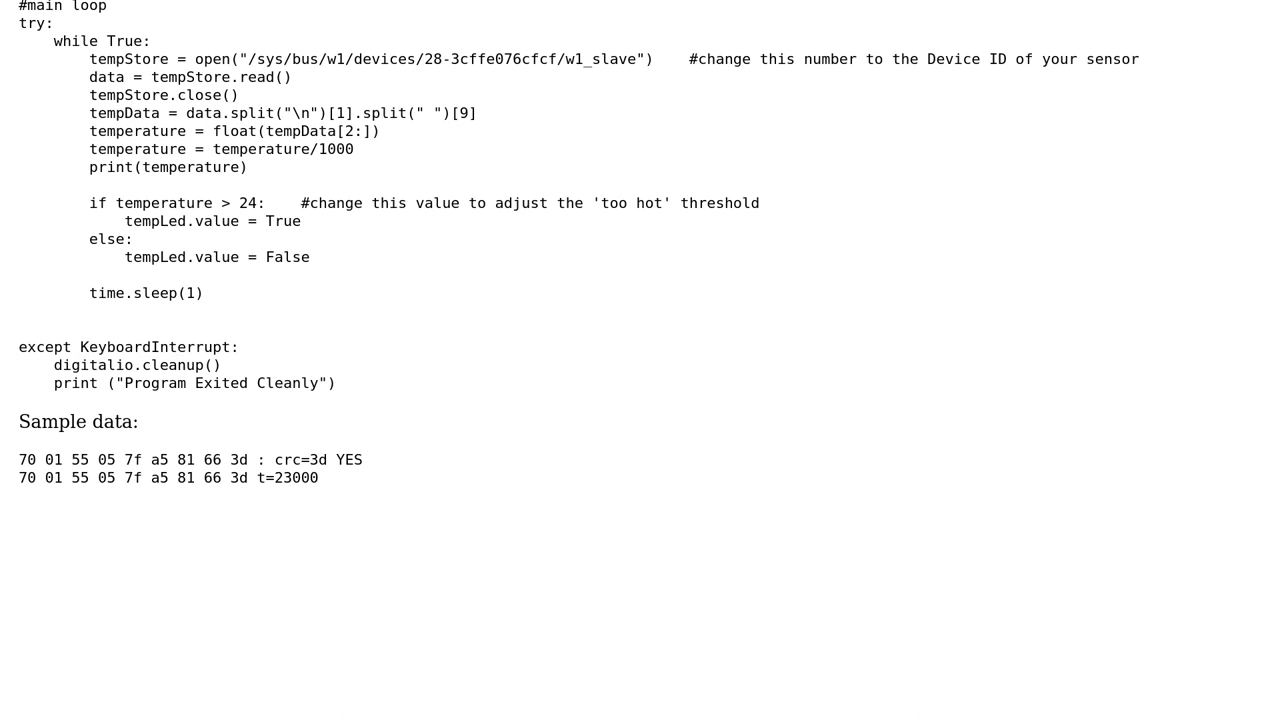 #main loop
try:
    while True:
        tempStore = open("/sys/bus/w1/devices/28-3cffe076cfcf/w1_slave")    #change this number to the Device ID of your sensor
        data = tempStore.read()
        tempStore.close()
        tempData = data.split("\n")[1].split(" ")[9]
        temperature = float(tempData[2:])
        temperature = temperature/1000
        print(temperature)

        if temperature > 24:    #change this value to adjust the 'too hot' threshold
            tempLed.value = True
        else:
            tempLed.value = False

        time.sleep(1)


except KeyboardInterrupt:
    digitalio.cleanup()
    print ("Program Exited Cleanly")

Sample data:

70 01 55 05 7f a5 81 66 3d : crc=3d YES
70 01 55 05 7f a5 81 66 3d t=23000